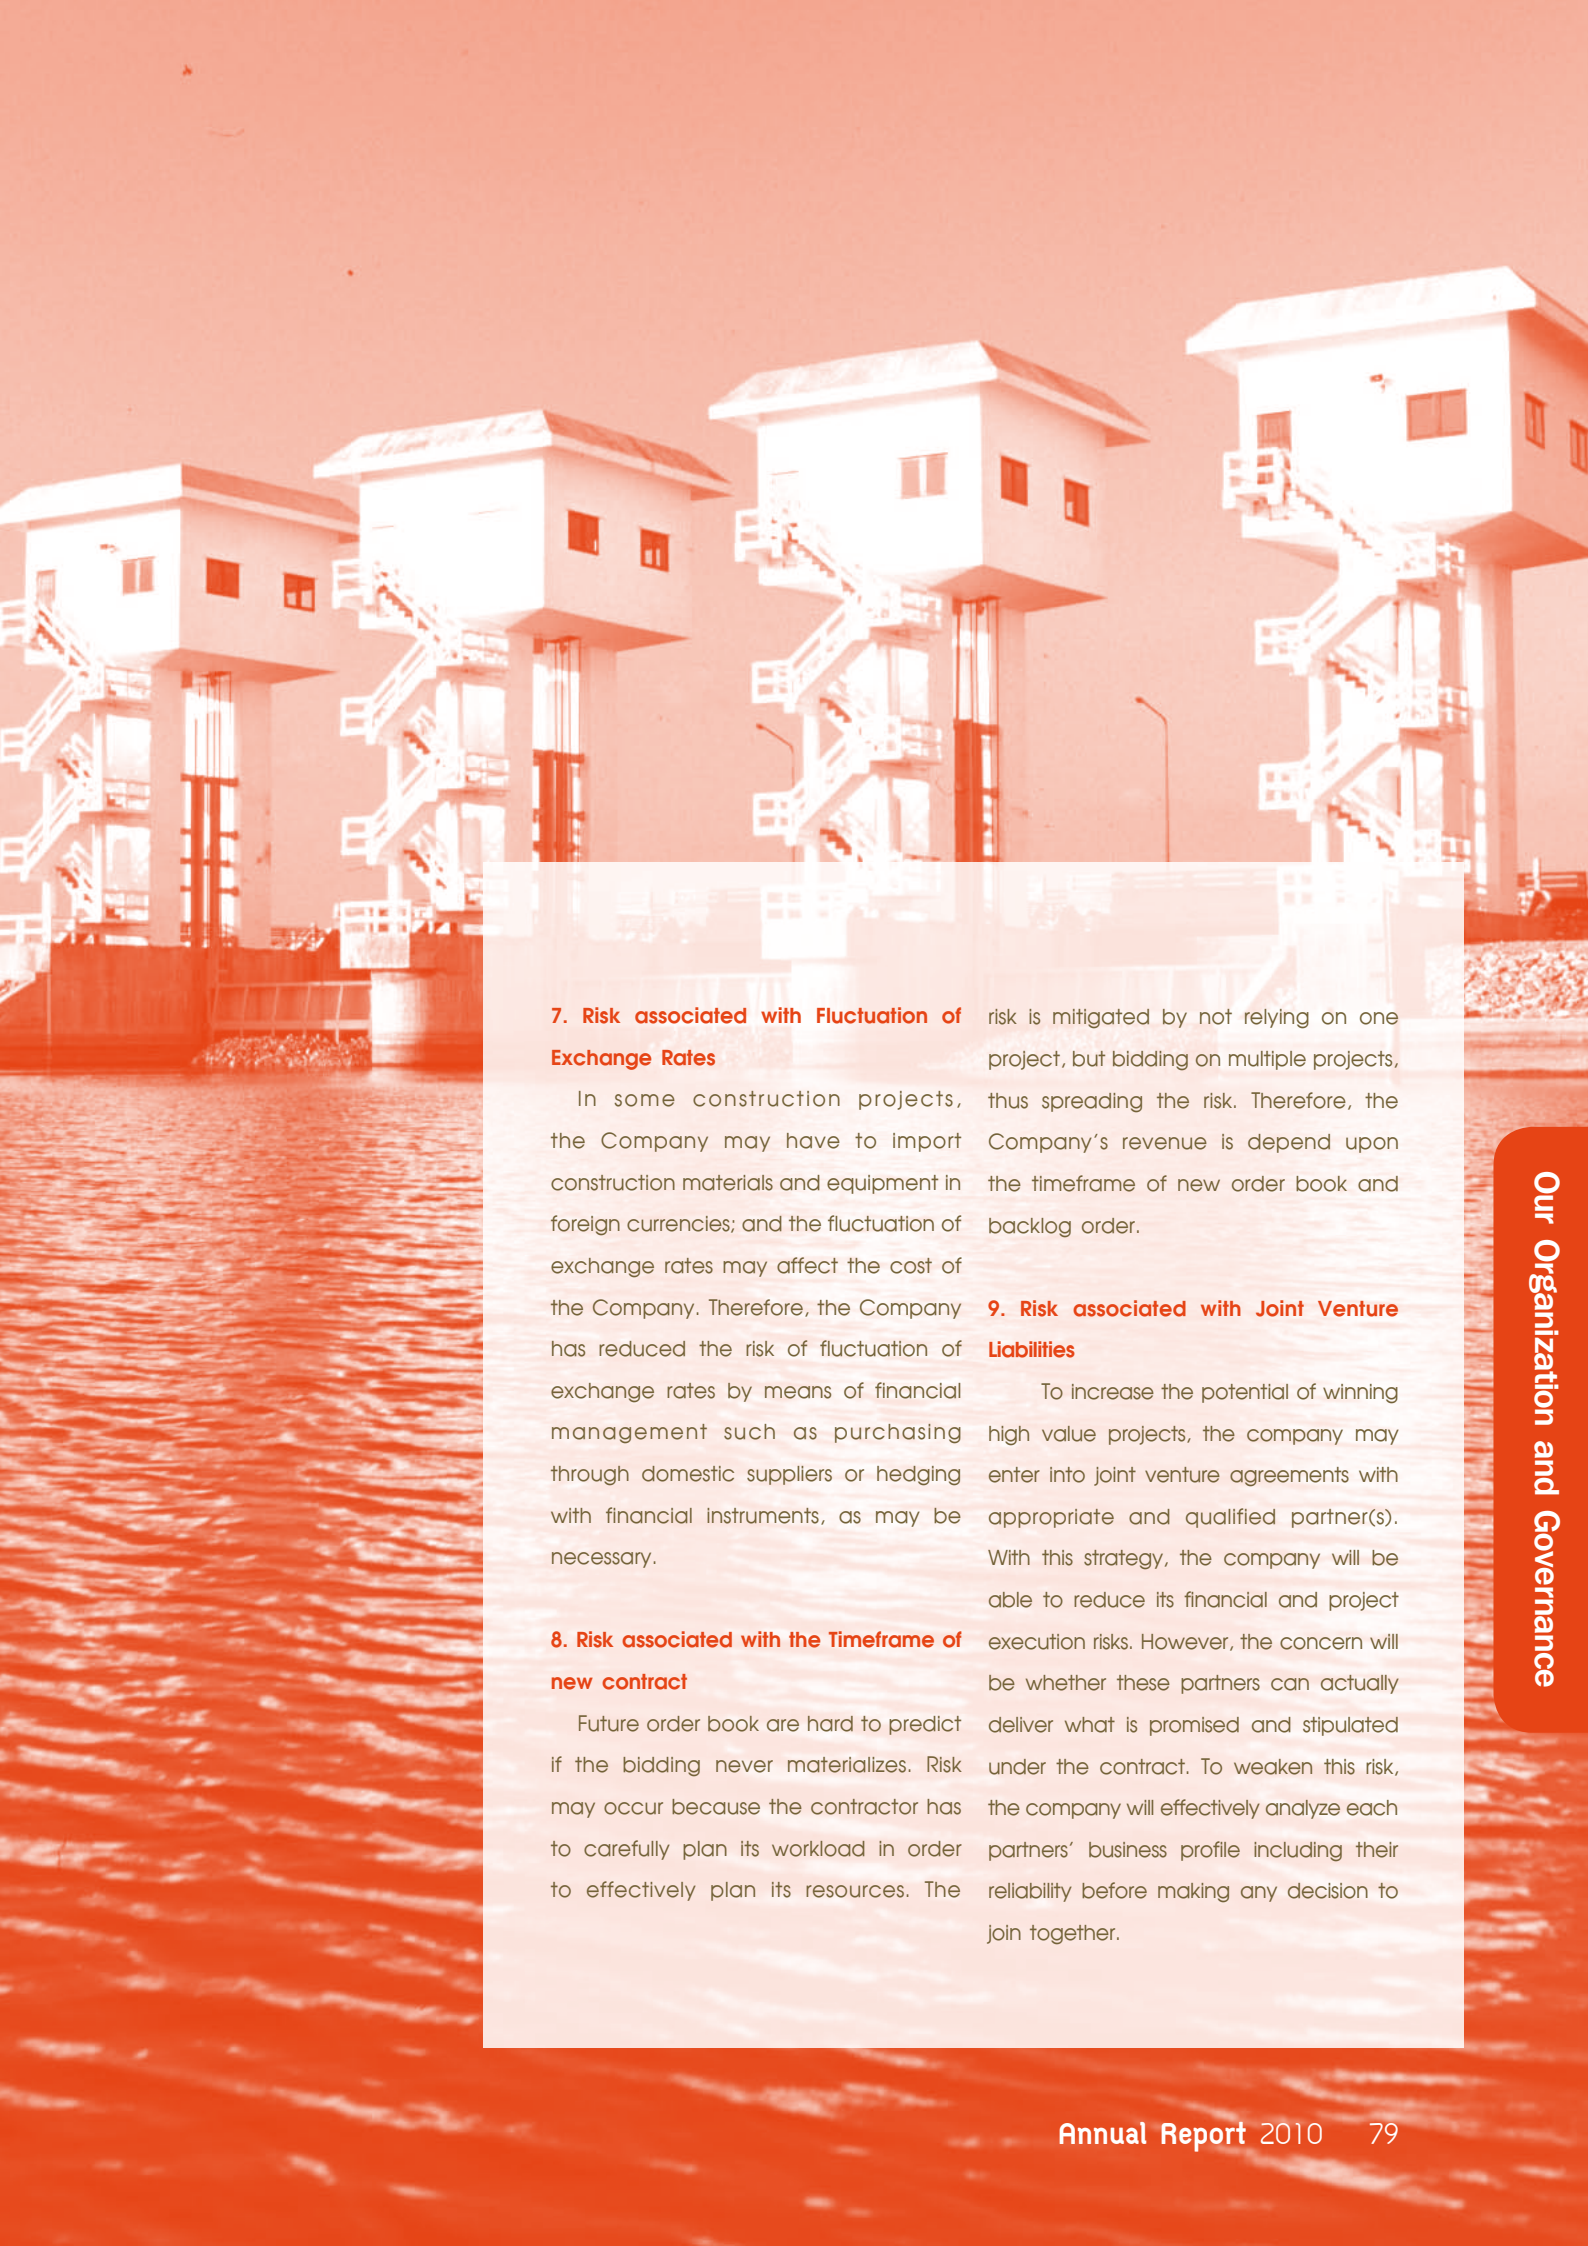 7. Risk associated with Fluctuation of
Exchange Rates
In some construction projects,
the Company may have to import
construction materials and equipment in
foreign currencies; and the fluctuation of
exchange rates may affect the cost of
the Company. Therefore, the Company
has reduced the risk of fluctuation of
exchange rates by means of financial
management such as purchasing
through domestic suppliers or hedging
with financial instruments, as may be
necessary.
8. Risk associated with the Timeframe of
new contract
Future order book are hard to predict
if the bidding never materializes. Risk
may occur because the contractor has
to carefully plan its workload in order
to effectively plan its resources. The
risk is mitigated by not relying on one
project, but bidding on multiple projects,
thus spreading the risk. Therefore, the
Company's revenue is depend upon
the timeframe of new order book and
backlog order.
9. Risk associated with Joint Venture
Liabilities
To increase the potential of winning
high value projects, the company may
enter into joint venture agreements with
appropriate and qualified partner(s).
With this strategy, the company will be
able to reduce its financial and project
execution risks. However, the concern will
be whether these partners can actually
deliver what is promised and stipulated
under the contract. To weaken this risk,
the company will effectively analyze each
partners' business profile including their
reliability before making any decision to
join together.
Our Organization and Governance
Annual Report 2010 79